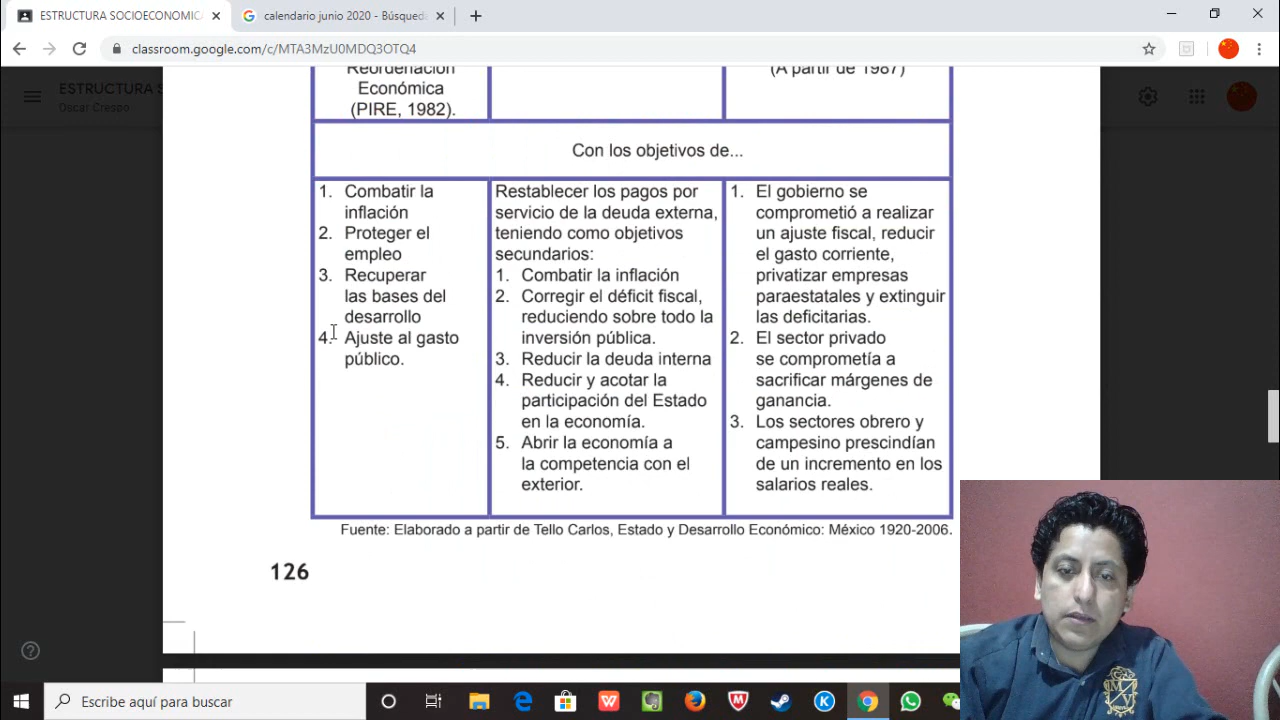 ESTRUCTURA SOCIOECONOMICA
calendario junio 2020 - Búsqueda
classroom.google.com/c/MTA3MzU0MDQ3OTQ4
ESTRUCTURA S
Oscar Crespo
Reordenación
Económica
(PIRE, 1982).
(A partir de 1987)
Con los objetivos de...
1. Combatir la
inflación
2. Proteger el
empleo
3. Recuperar
las bases del
desarrollo
4. Ajuste al gasto
público.
Restablecer los pagos por
servicio de la deuda externa,
teniendo como objetivos
secundarios:
1. Combatir la inflación
2. Corregir el déficit fiscal,
reduciendo sobre todo la
inversión pública.
3. Reducir la deuda interna
4. Reducir y acotar la
participación del Estado
en la economía.
5. Abrir la economía a
la competencia con el
exterior.
1. El gobierno se
comprometió a realizar
un ajuste fiscal, reducir
el gasto corriente,
privatizar empresas
paraestatales y extinguir
las deficitarias.
2. El sector privado
se comprometía a
sacrificar márgenes de
ganancia.
3. Los sectores obrero y
campesino prescindían
de un incremento en los
salarios reales.
Fuente: Elaborado a partir de Tello Carlos, Estado y Desarrollo Económico: México 1920-2006.
126
Escribe aquí para buscar